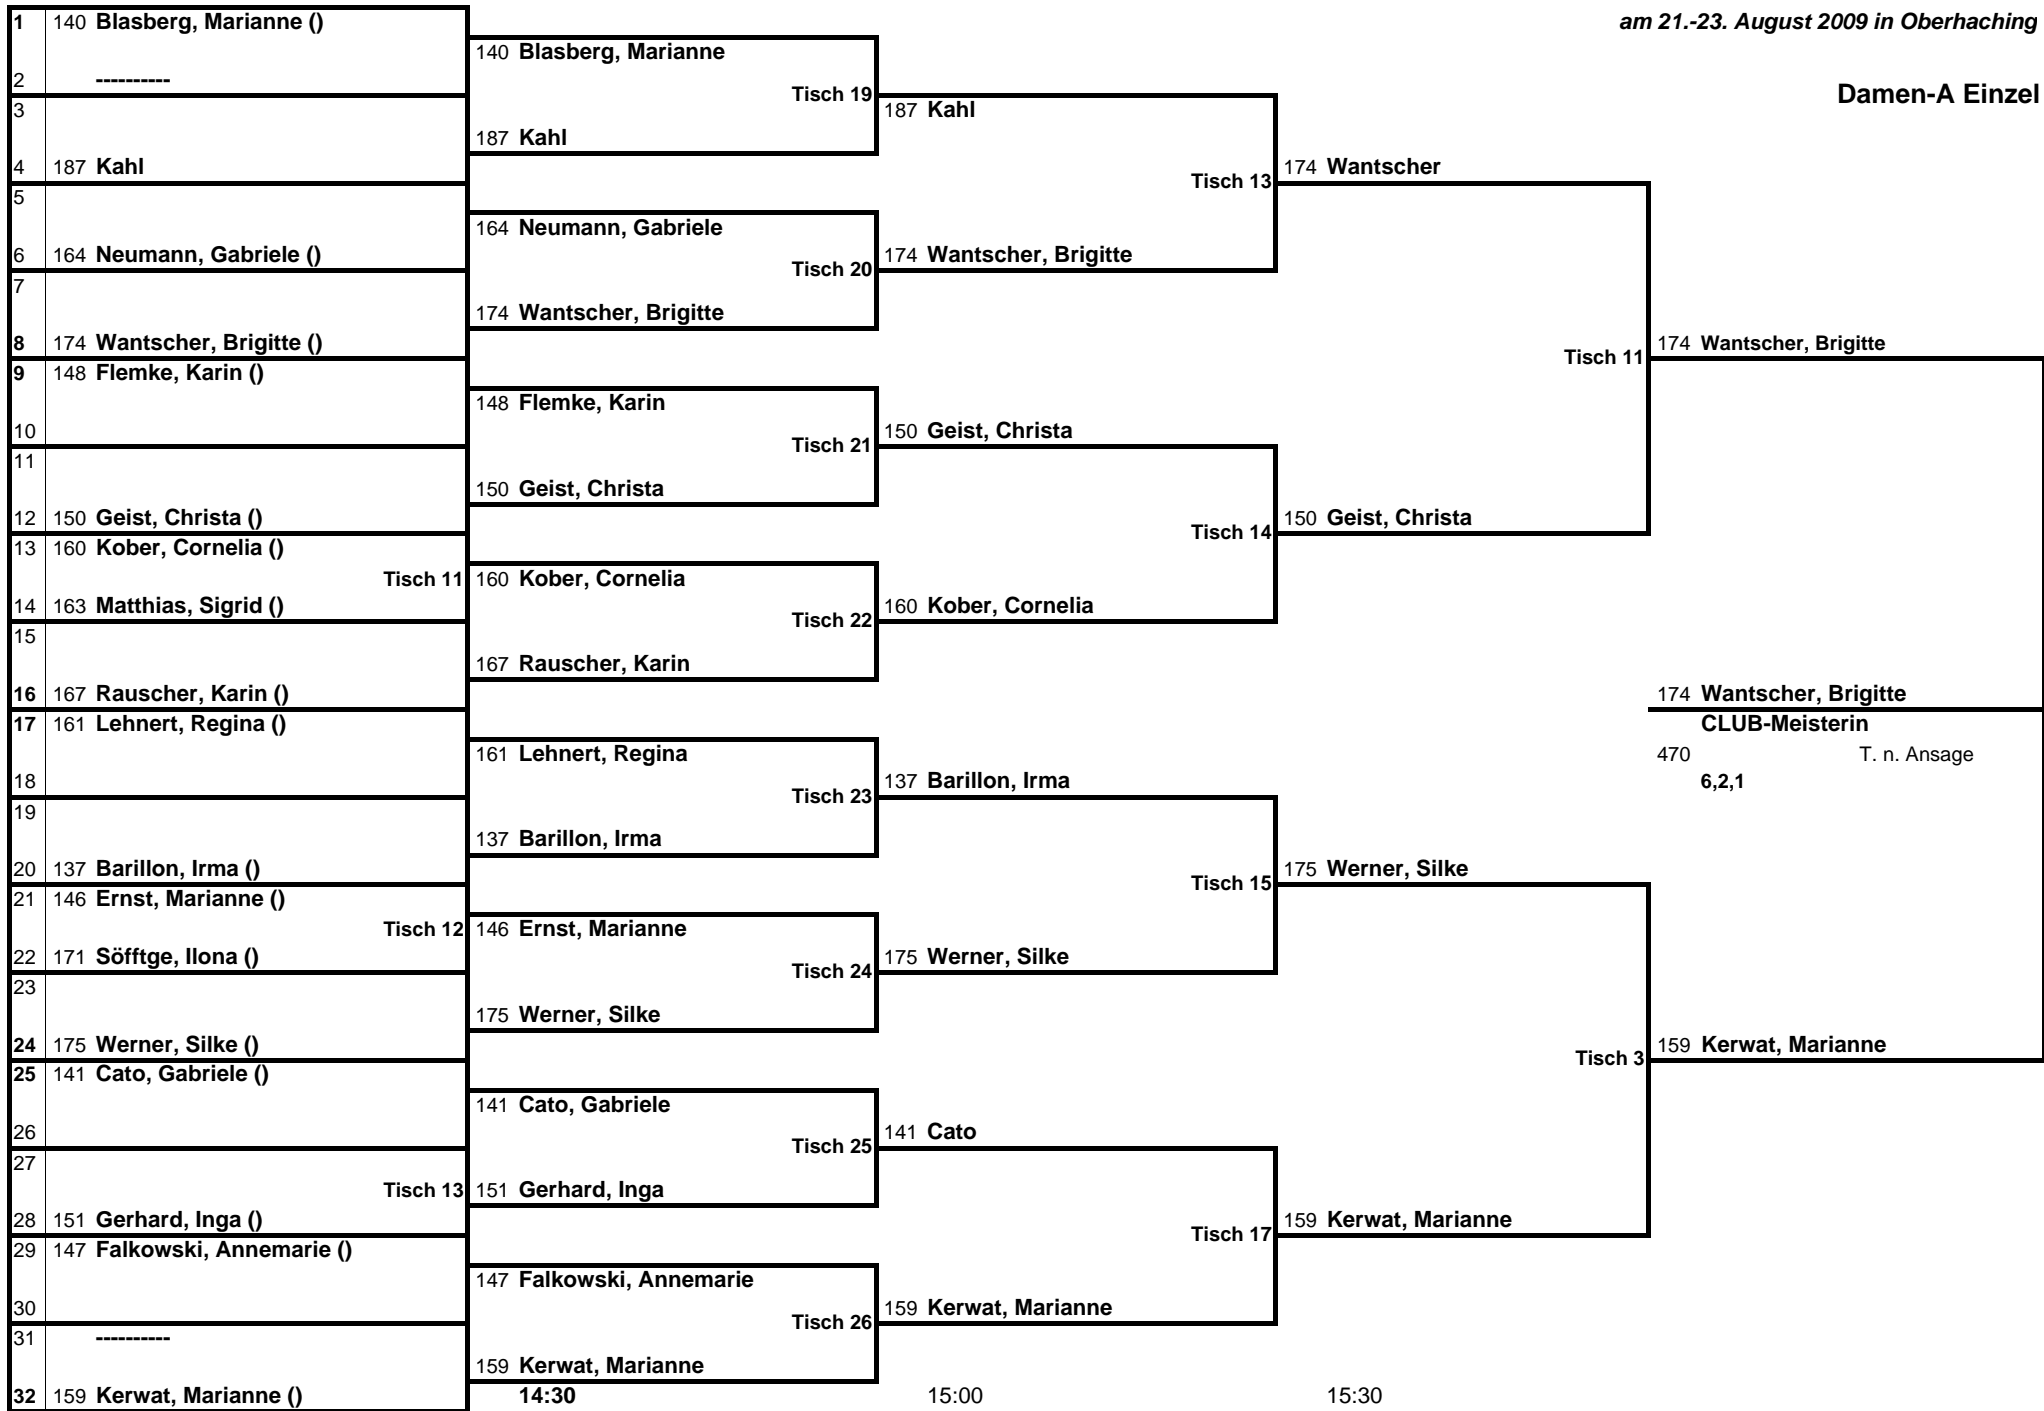 1 140 Blasberg, Marianne () am 21.-23. August 2009 in Oberhaching
140 Blasberg, Marianne
2 ----------
Tisch 19 Damen-A Einzel
3 187 Kahl
187 Kahl
4 187 Kahl 174 Wantscher
Tisch 13
5
164 Neumann, Gabriele
6 164 Neumann, Gabriele () 174 Wantscher, Brigitte
Tisch 20
7
174 Wantscher, Brigitte
8 174 Wantscher, Brigitte () 174 Wantscher, Brigitte
Tisch 11
9 148 Flemke, Karin ()
148 Flemke, Karin
10 150 Geist, Christa
Tisch 21
11
150 Geist, Christa
12 150 Geist, Christa () 150 Geist, Christa
Tisch 14
13 160 Kober, Cornelia ()
Tisch 11 160 Kober, Cornelia
14 163 Matthias, Sigrid () 160 Kober, Cornelia
Tisch 22
15
167 Rauscher, Karin
16 167 Rauscher, Karin () 174 Wantscher, Brigitte
17 161 Lehnert, Regina () CLUB-Meisterin
161 Lehnert, Regina 470 T. n. Ansage
18 137 Barillon, Irma 6,2,1
Tisch 23
19
137 Barillon, Irma
20 137 Barillon, Irma () 175 Werner, Silke
Tisch 15
21 146 Ernst, Marianne ()
Tisch 12 146 Ernst, Marianne
22 171 Söfftge, Ilona () 175 Werner, Silke
Tisch 24
23
175 Werner, Silke
24 175 Werner, Silke () 159 Kerwat, Marianne
Tisch 3
25 141 Cato, Gabriele ()
141 Cato, Gabriele
26 141 Cato
Tisch 25
27
Tisch 13 151 Gerhard, Inga
28 151 Gerhard, Inga () 159 Kerwat, Marianne
Tisch 17
29 147 Falkowski, Annemarie ()
147 Falkowski, Annemarie
30 159 Kerwat, Marianne
Tisch 26
31 ----------
159 Kerwat, Marianne
32 159 Kerwat, Marianne () 14:30 15:00 15:30